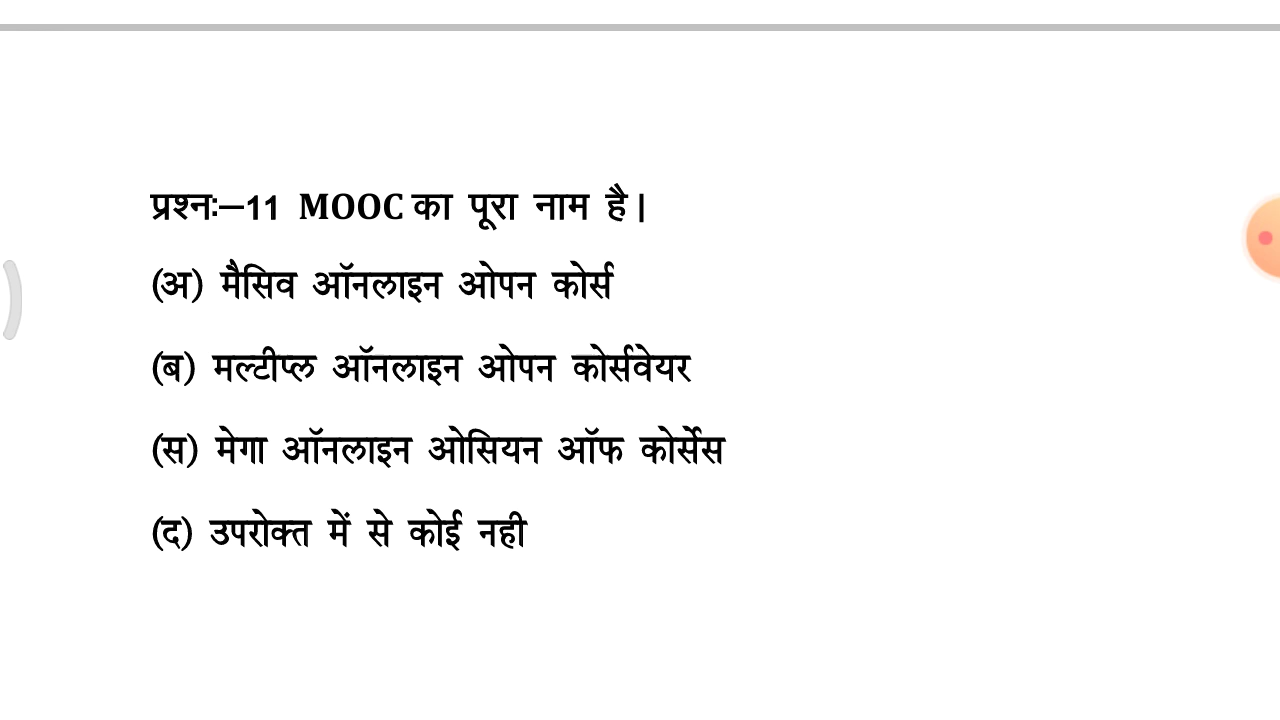 प्रश्नः–11 MOOC का पूरा नाम है।
(अ) मैसिव ऑनलाइन ओपन कोर्स
(ब) मल्टीप्ल ऑनलाइन ओपन कोर्सवेयर
(स) मेगा ऑनलाइन ओसियन ऑफ कोर्सेस
(द) उपरोक्त में से कोई नही